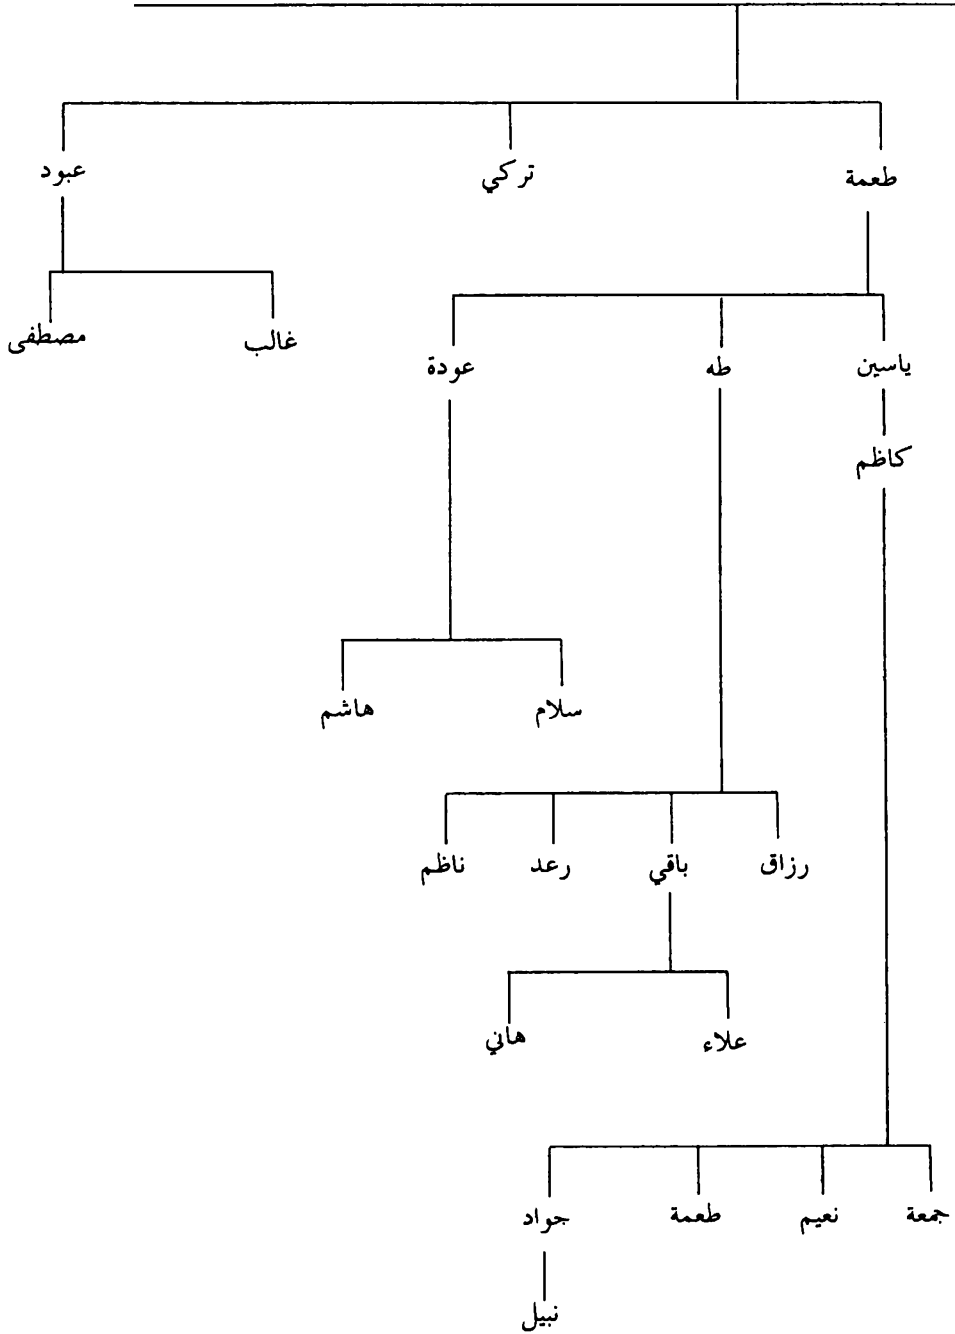 طعمة تركي عبود
غالب مصطفى
ياسين طه عودة
كاظم
سلام هاشم
رزاق باقي رعد ناظم
علاء هاني
جمعة نعيم طعمة جواد
نبيل